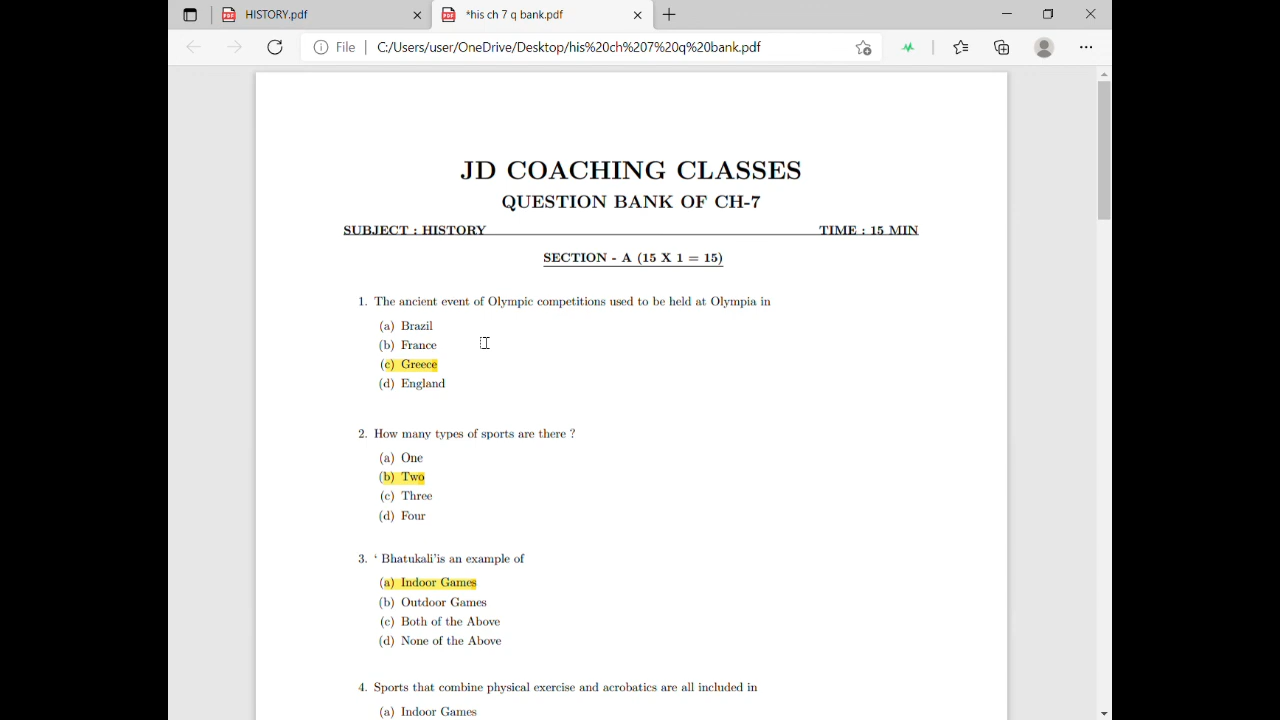 HISTORY.pdf
*his ch 7 q bank.pdf
File
C:/Users/user/OneDrive/Desktop/his%20ch%207%20q%20bank.pdf
JD COACHING CLASSES
QUESTION BANK OF CH-7
SUBJECT : HISTORY TIME : 15 MIN
SECTION - A (15 X 1 = 15)
1. The ancient event of Olympic competitions used to be held at Olympia in
(a) Brazil
(b) France
(c) Greece
(d) England
2. How many types of sports are there ?
(a) One
(b) Two
(c) Three
(d) Four
3. ‘ Bhatukali’is an example of
(a) Indoor Games
(b) Outdoor Games
(c) Both of the Above
(d) None of the Above
4. Sports that combine physical exercise and acrobatics are all included in
(a) Indoor Games